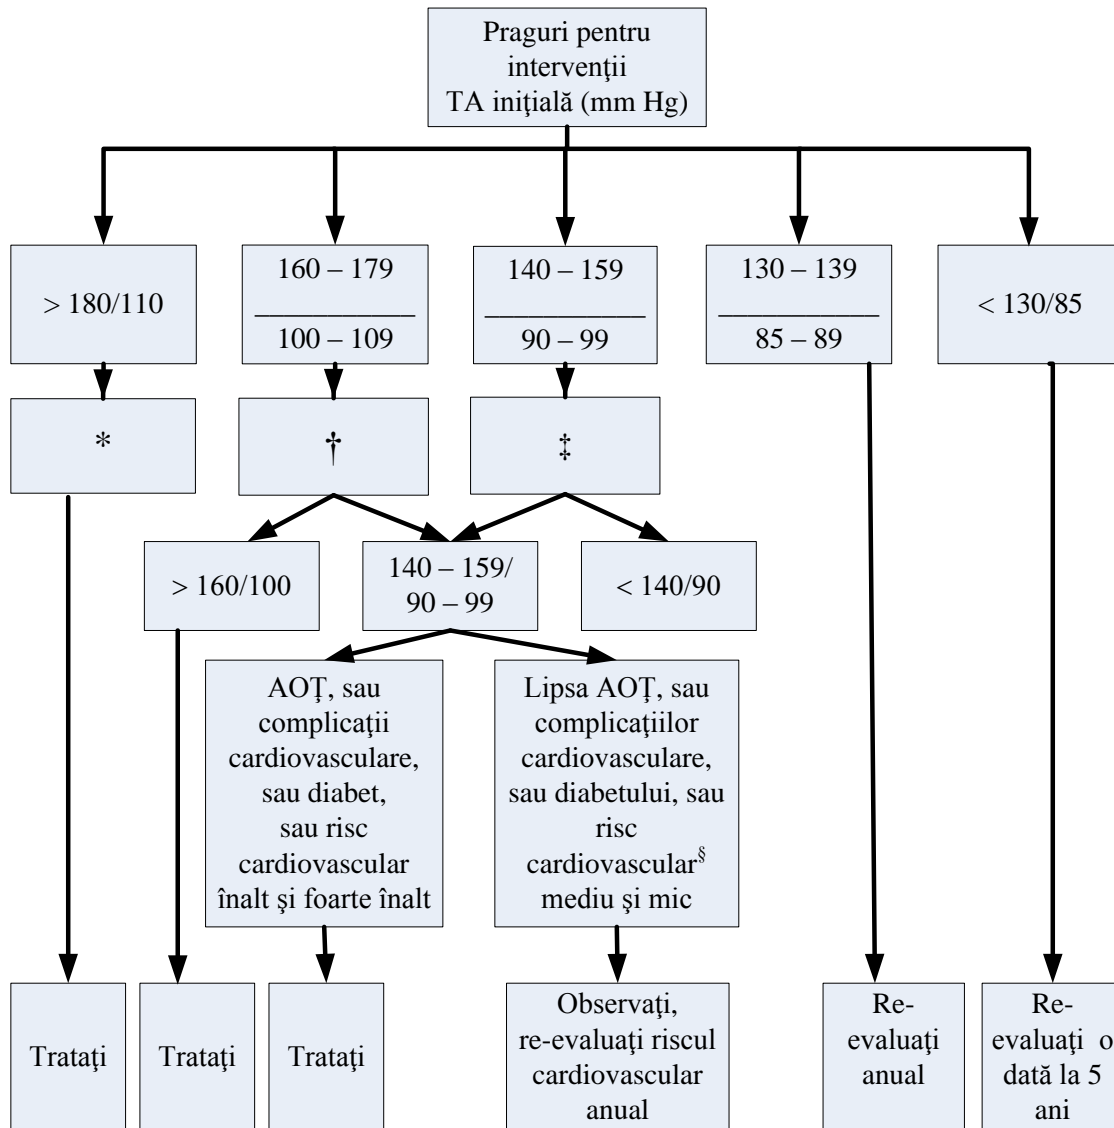 Praguri pentru
intervenţii
TA iniţială (mm Hg)
> 180/110
160 – 179
___________
100 – 109
140 – 159
___________
90 – 99
130 – 139
___________
85 – 89
< 130/85
*
†
‡
> 160/100
140 – 159/
90 – 99
< 140/90
AOŢ, sau
complicaţii
cardiovasculare,
sau diabet,
sau risc
cardiovascular
înalt şi foarte înalt
Lipsa AOŢ, sau
complicaţiilor
cardiovasculare,
sau diabetului, sau
risc
cardiovascular§
mediu şi mic
Trataţi
Trataţi
Trataţi
Observaţi,
re-evaluaţi riscul
cardiovascular
anual
Re-
evaluaţi
anual
Re-
evaluaţi o
dată la 5
ani